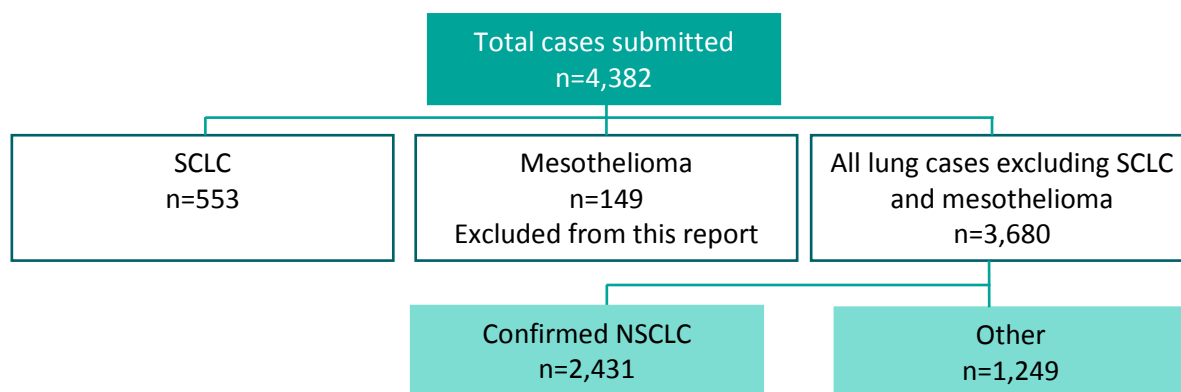 Total cases submitted
n=4,382
SCLC
n=553
Mesothelioma
n=149
Excluded from this report
All lung cases excluding SCLC
and mesothelioma
n=3,680
Confirmed NSCLC
n=2,431
Other
n=1,249